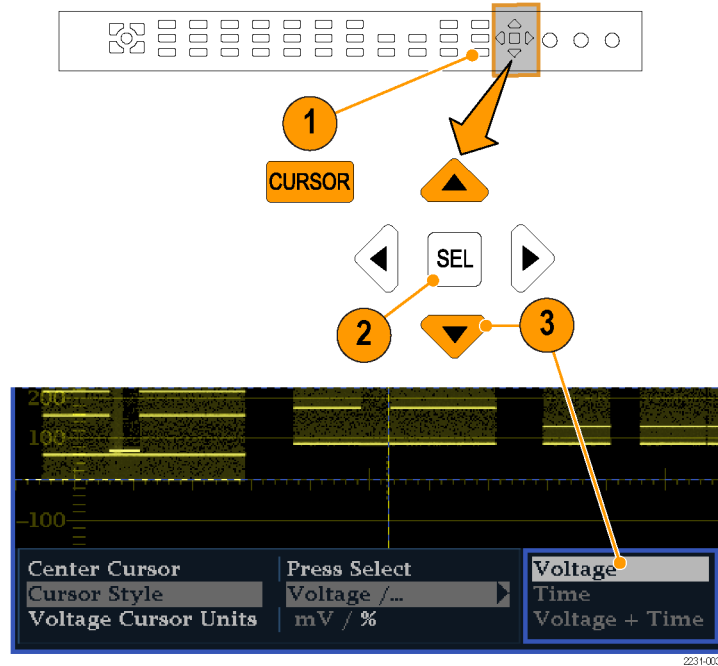 1
CURSOR
SEL
2
3
200
100
-100
Center Cursor Press Select Voltage
Cursor Style Voltage /... Time
Voltage Cursor Units mV / % Voltage + Time
2231-003